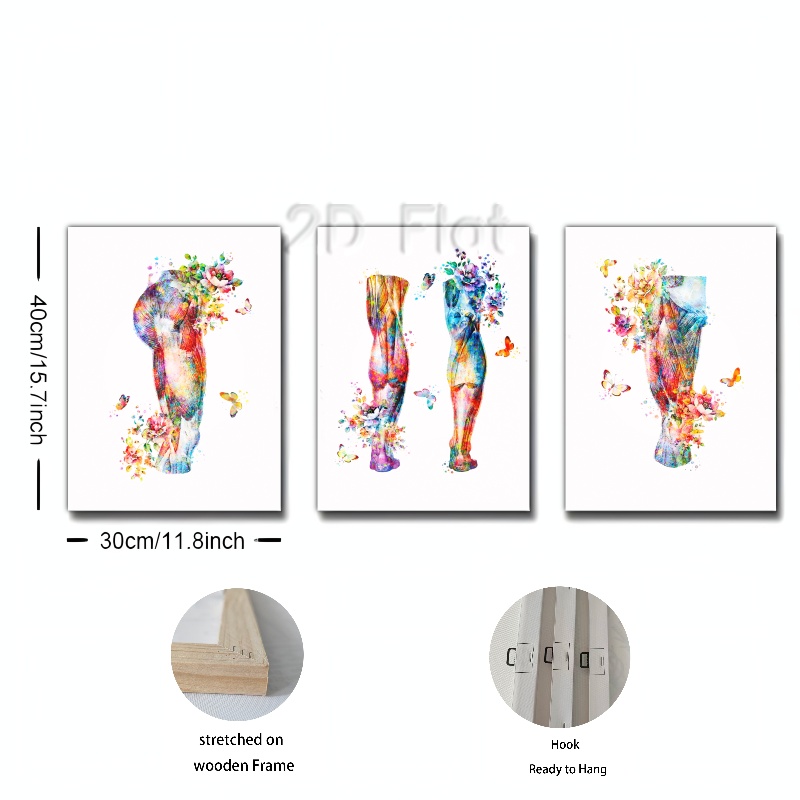 2D Flat
40cm/15.7inch
30cm/11.8inch
stretched on
wooden Frame
Hook
Ready to Hang